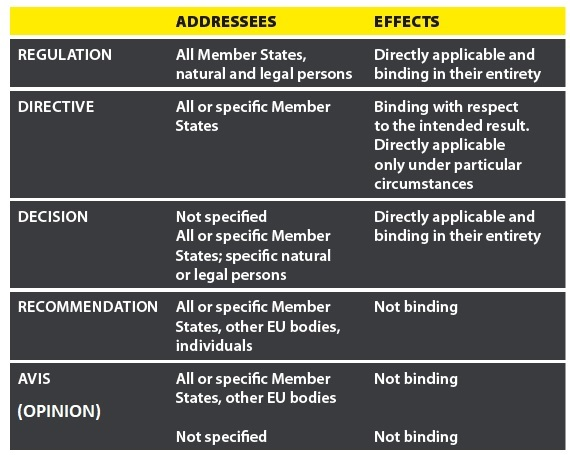 ADDRESSEES EFFECTS
REGULATION All Member States, Directly applicable and
natural and legal persons binding in their entirety
DIRECTIVE All or specific Member Binding with respect
States to the intended result.
Directly applicable
only under particular
circumstances
DECISION Not specified Directly applicable and
All or specific Member binding in their entirety
States; specific natural
or legal persons
RECOMMENDATION All or specific Member Not binding
States, other EU bodies,
individuals
AVIS All or specific Member Not binding
States, other EU bodies
(OPINION)
Not specified Not binding